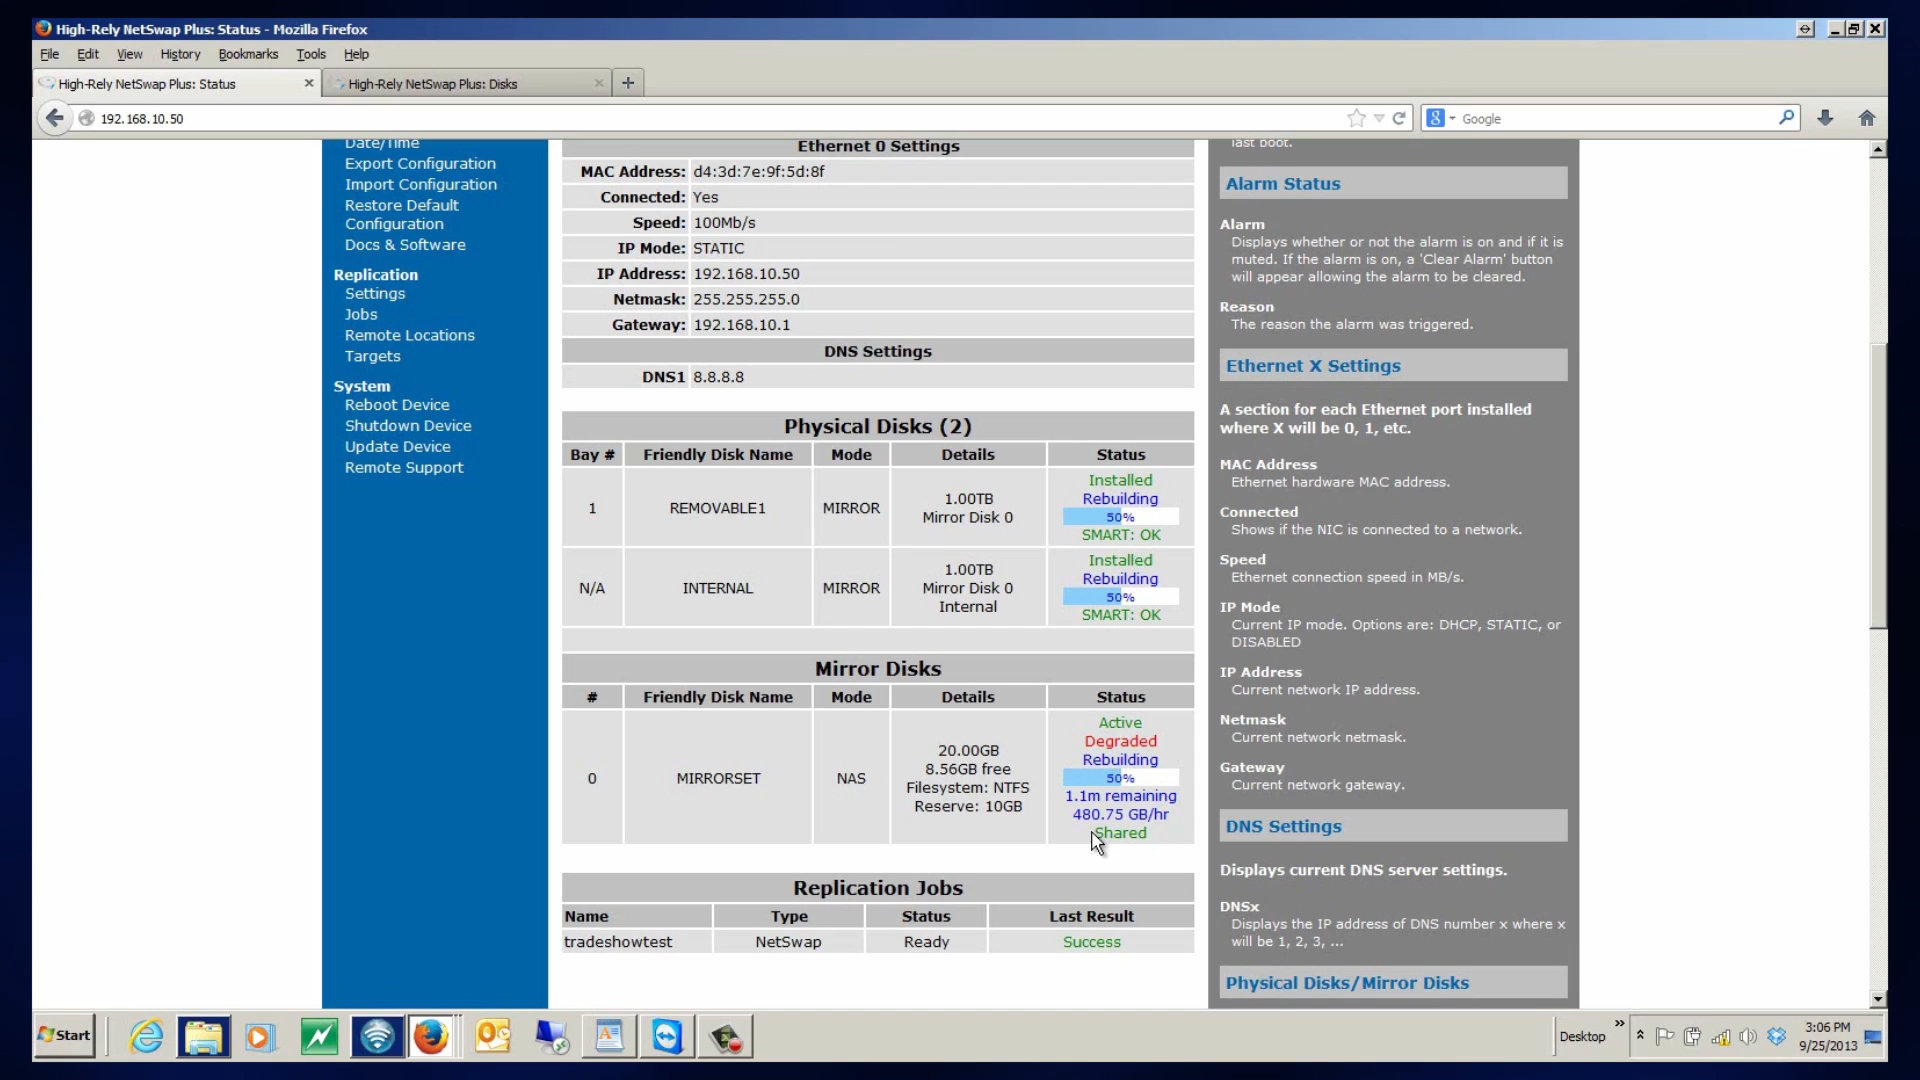 High-Rely NetSwap Plus: Status - Mozilla Firefox
File Edit View History Bookmarks Tools Help
High-Rely NetSwap Plus: Status
High-Rely NetSwap Plus: Disks
192.168.10.50
Google
Date/Time
Export Configuration
Import Configuration
Restore Default
Configuration
Docs & Software
Replication
Settings
Jobs
Remote Locations
Targets
System
Reboot Device
Shutdown Device
Update Device
Remote Support
Ethernet 0 Settings
MAC Address: d4:3d:7e:9f:5d:8f
Connected: Yes
Speed: 100Mb/s
IP Mode: STATIC
IP Address: 192.168.10.50
Netmask: 255.255.255.0
Gateway: 192.168.10.1
DNS Settings
DNS1 8.8.8.8
Physical Disks (2)
Bay # Friendly Disk Name Mode Details Status
1 REMOVABLE1 MIRROR
1.00TB
Mirror Disk 0
Installed
Rebuilding
50%
SMART: OK
N/A INTERNAL MIRROR
1.00TB
Mirror Disk 0
Internal
Installed
Rebuilding
50%
SMART: OK
Mirror Disks
# Friendly Disk Name Mode Details Status
0 MIRRORSET NAS
20.00GB
8.56GB free
Filesystem: NTFS
Reserve: 10GB
Active
Degraded
Rebuilding
50%
1.1m remaining
480.75 GB/hr
Shared
Replication Jobs
Name Type Status Last Result
tradeshowtest NetSwap Ready Success
last boot.
Alarm Status
Alarm
Displays whether or not the alarm is on and if it is
muted. If the alarm is on, a 'Clear Alarm' button
will appear allowing the alarm to be cleared.
Reason
The reason the alarm was triggered.
Ethernet X Settings
A section for each Ethernet port installed
where X will be 0, 1, etc.
MAC Address
Ethernet hardware MAC address.
Connected
Shows if the NIC is connected to a network.
Speed
Ethernet connection speed in MB/s.
IP Mode
Current IP mode. Options are: DHCP, STATIC, or
DISABLED
IP Address
Current network IP address.
Netmask
Current network netmask.
Gateway
Current network gateway.
DNS Settings
Displays current DNS server settings.
DNSx
Displays the IP address of DNS number x where x
will be 1, 2, 3, ...
Physical Disks/Mirror Disks
Start
Desktop
3:06 PM
9/25/2013